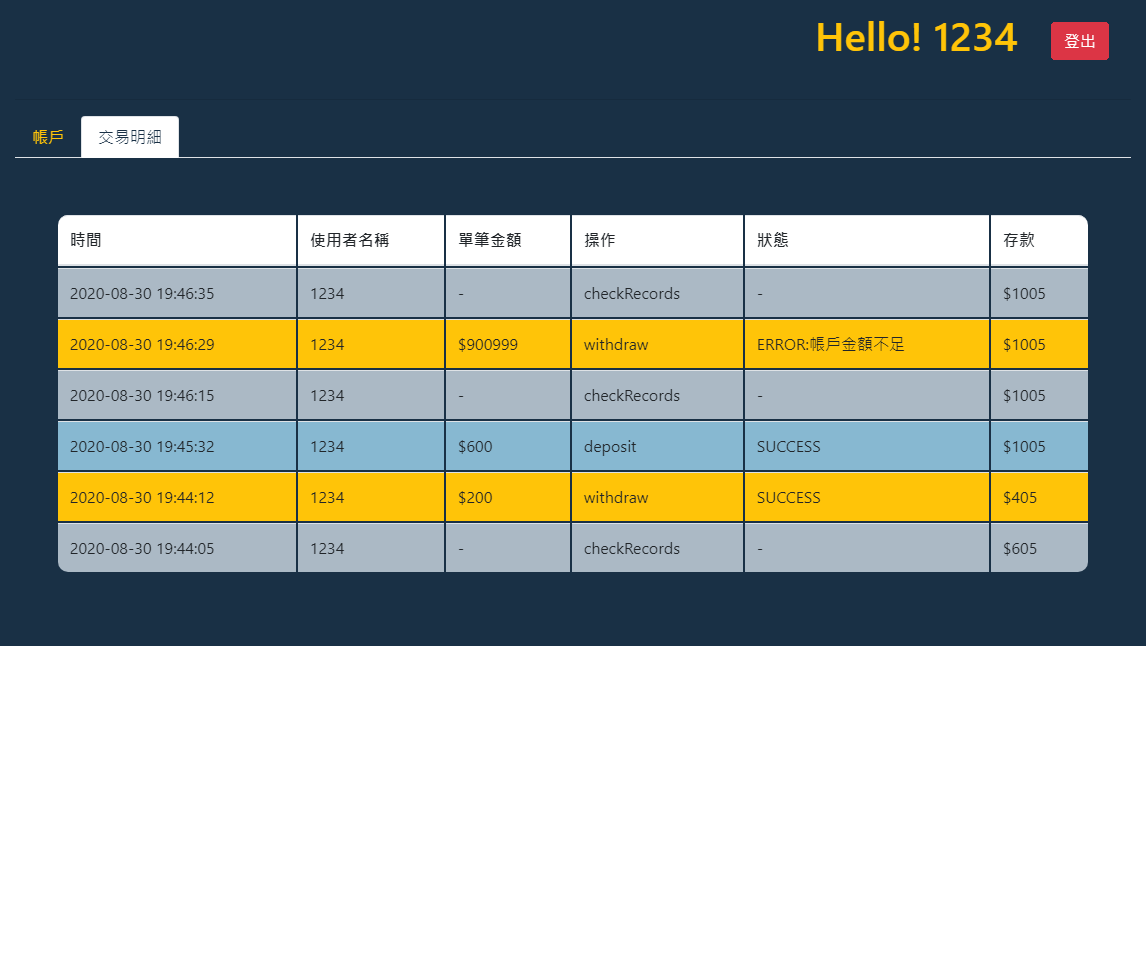 Hello! 1234 登出
帳戶 交易明細
時間 使用者名稱 單筆金額 操作 狀態 存款
2020-08-30 19:46:35 1234 - checkRecords - $1005
2020-08-30 19:46:29 1234 $900999 withdraw ERROR:帳戶金額不足 $1005
2020-08-30 19:46:15 1234 - checkRecords - $1005
2020-08-30 19:45:32 1234 $600 deposit SUCCESS $1005
2020-08-30 19:44:12 1234 $200 withdraw SUCCESS $405
2020-08-30 19:44:05 1234 - checkRecords - $605